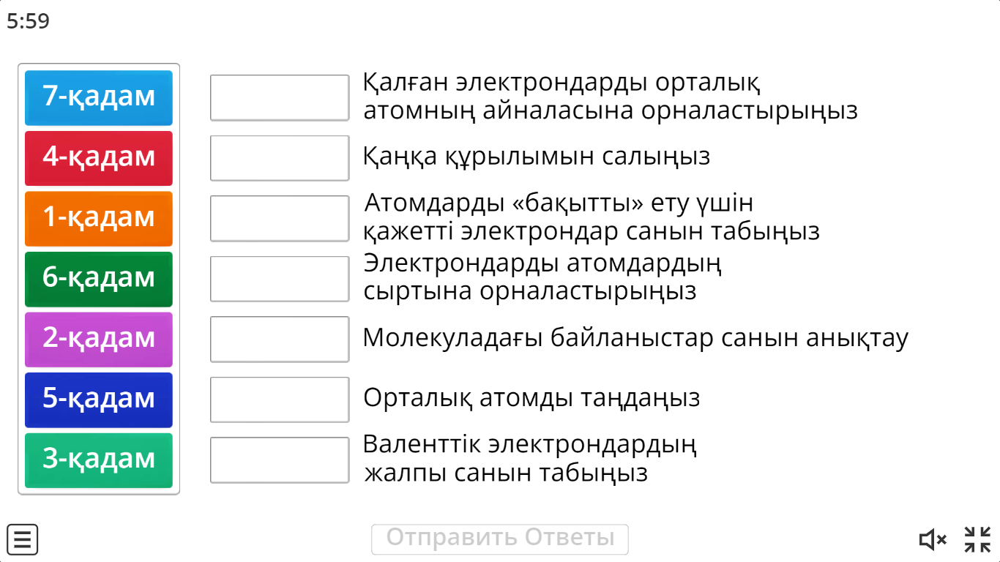 5:59
7-қадам
4-қадам
1-қадам
6-қадам
2-қадам
5-қадам
3-қадам
Қалған электрондарды орталық
атомның айналасына орналастырыңыз
Қаңқа құрылымын салыңыз
Атомдарды «бақытты» ету үшін
қажетті электрондар санын табыңыз
Электрондарды атомдардың
сыртына орналастырыңыз
Молекуладағы байланыстар санын анықтау
Орталық атомды таңдаңыз
Валенттік электрондардың
жалпы санын табыңыз
Отправить Ответы